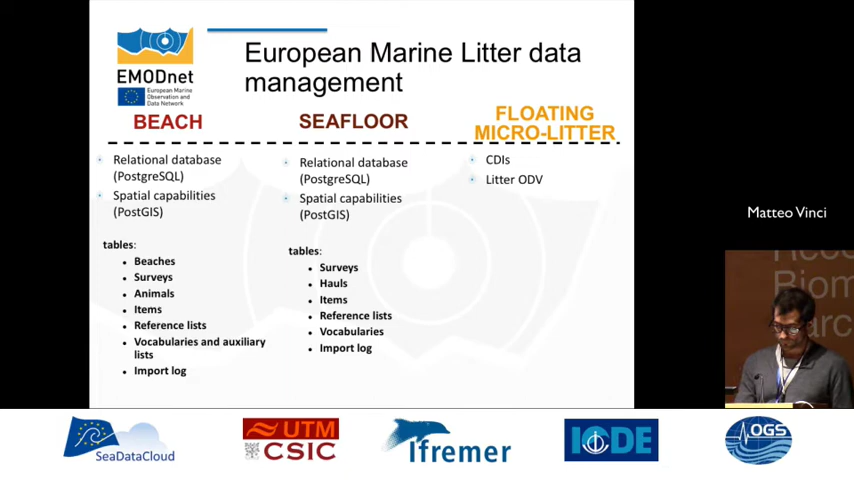 European Marine Litter data
management
EMODnet
European Marine
Observation and
Data Network
BEACH
SEAFLOOR
FLOATING
MICRO-LITTER
Relational database
(PostgreSQL)
Spatial capabilities
(PostGIS)
tables:
Beaches
Surveys
Animals
Items
Reference lists
Vocabularies and auxiliary
lists
Import log
Relational database
(PostgreSQL)
Spatial capabilities
(PostGIS)
tables:
Surveys
Hauls
Items
Reference lists
Vocabularies
Import log
CDIs
Litter ODV
Matteo Vinci
SeaDataCloud
UTM
CSIC
Ifremer
IODE
OGS